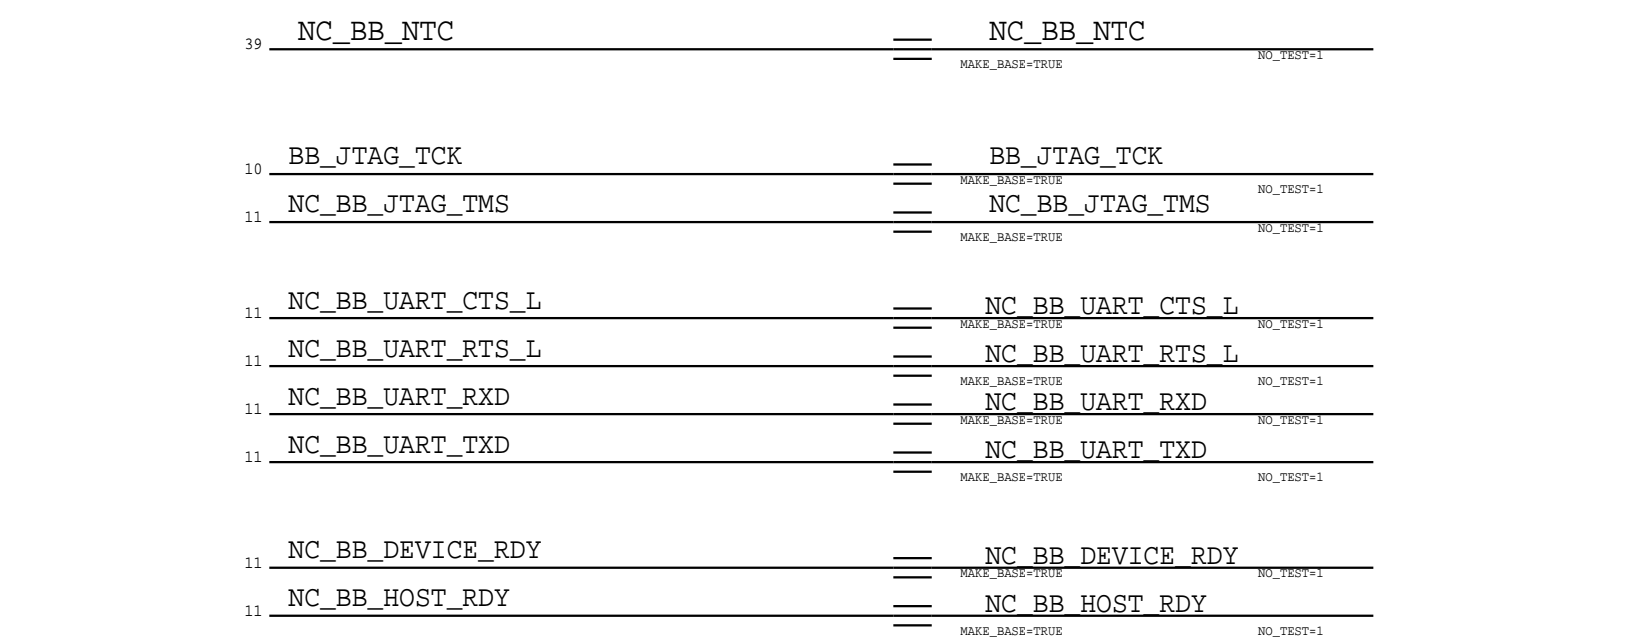 39 NC_BB_NTC NC_BB_NTC
MAKE_BASE=TRUE NO_TEST=1
10 BB_JTAG_TCK BB_JTAG_TCK
MAKE_BASE=TRUE NO_TEST=1
11 NC_BB_JTAG_TMS NC_BB_JTAG_TMS
MAKE_BASE=TRUE NO_TEST=1
11 NC_BB_UART_CTS_L NC_BB_UART_CTS_L
MAKE_BASE=TRUE NO_TEST=1
11 NC_BB_UART_RTS_L NC_BB_UART_RTS_L
MAKE_BASE=TRUE NO_TEST=1
11 NC_BB_UART_RXD NC_BB_UART_RXD
MAKE_BASE=TRUE NO_TEST=1
11 NC_BB_UART_TXD NC_BB_UART_TXD
MAKE_BASE=TRUE NO_TEST=1
11 NC_BB_DEVICE_RDY NC_BB_DEVICE_RDY
MAKE_BASE=TRUE NO_TEST=1
11 NC_BB_HOST_RDY NC_BB_HOST_RDY
MAKE_BASE=TRUE NO_TEST=1